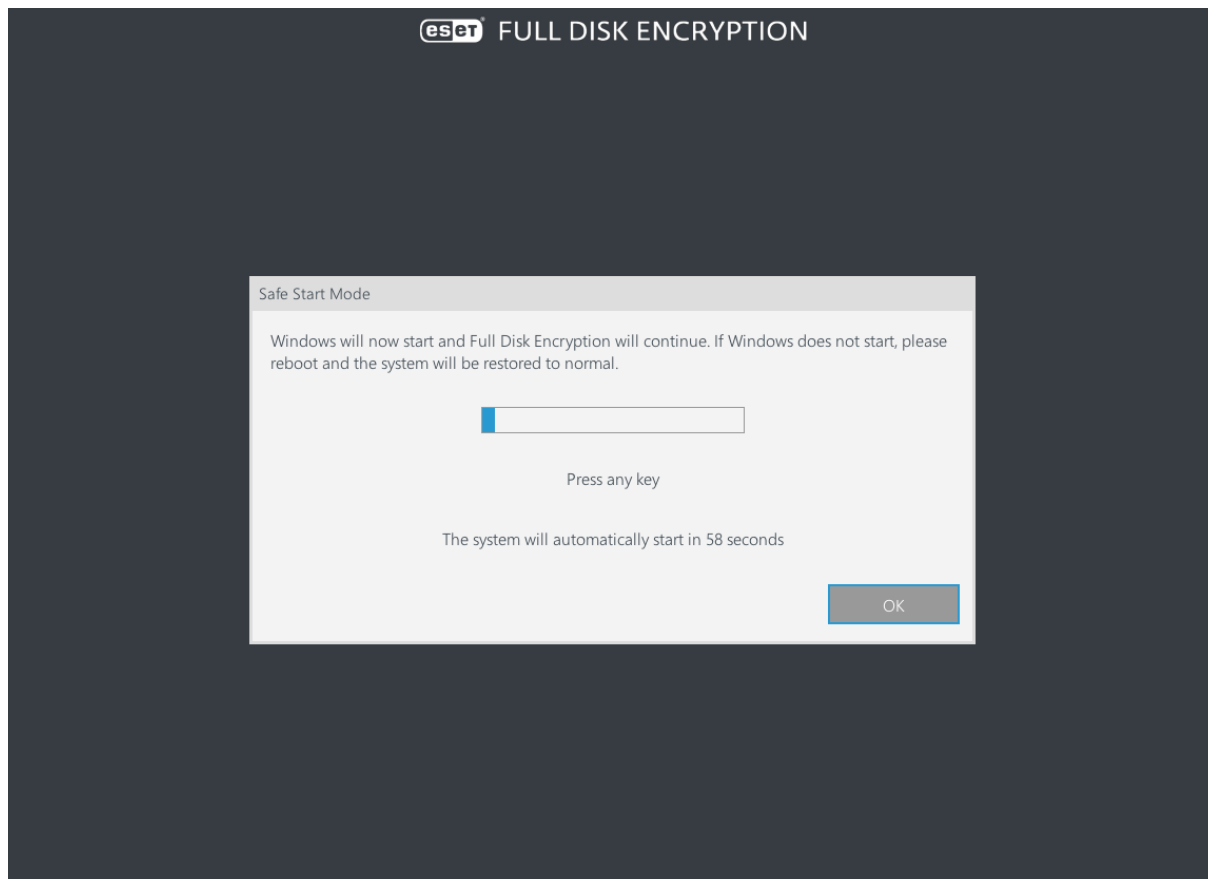 eset® FULL DISK ENCRYPTION
Safe Start Mode
Windows will now start and Full Disk Encryption will continue. If Windows does not start, please
reboot and the system will be restored to normal.
Press any key
The system will automatically start in 58 seconds
OK